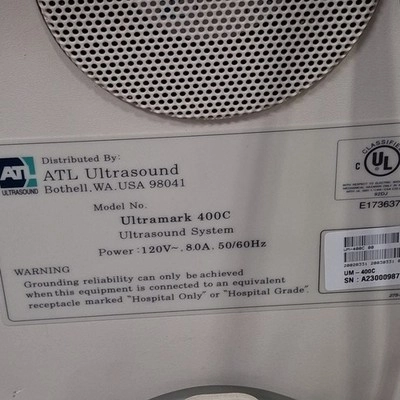 Distributed By:
ATL ULTRASOUND
ATL Ultrasound
Bothell,WA.USA 98041
Model No.
Ultramark 400C
Ultrasound System
Power:120V~.8.0A. 50/60Hz
WARNING
Grounding reliability can only be achieved
when this equipment is connected to an equivalent
receptacle marked "Hospital Only" or "Hospital Grade".
CLASSIFIED
C UL
E173637
UM-400C
SN : A23000987